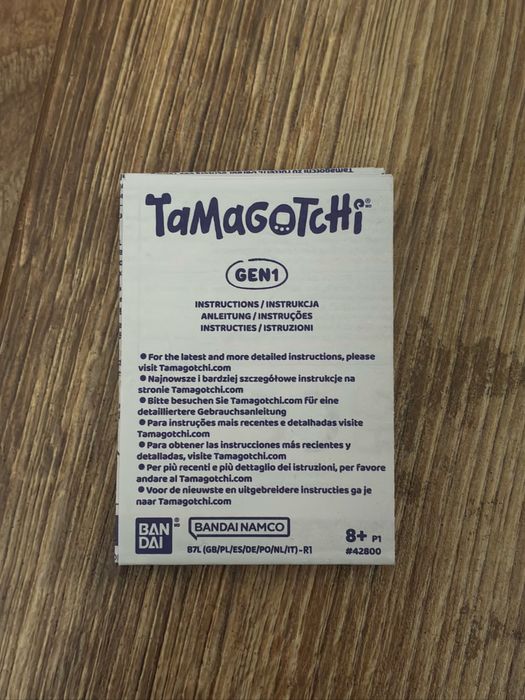 TAMAGOTCHi
GEN1
INSTRUCTIONS / INSTRUKCJA
ANLEITUNG / INSTRUÇÕES
INSTRUCTIES / ISTRUZIONI
● For the latest and more detailed instructions, please
visit Tamagotchi.com
● Najnowsze i bardziej szczegółowe instrukcje na
stronie Tamagotchi.com
● Bitte besuchen Sie Tamagotchi.com für eine
detailliertere Gebrauchsanleitung
● Para instruções mais recentes e detalhadas visite
Tamagotchi.com
● Para obtener las instrucciones más recientes y
detalladas, visite Tamagotchi.com
● Per più recenti e più dettaglio dei istruzioni, per favore
andare al Tamagotchi.com
● Voor de nieuwste en uitgebreidere instructies ga je
naar Tamagotchi.com
BAN
DAI
BANDAI NAMCO
B7L (GB/PL/ES/DE/PO/NL/IT)-R1
8+ P1
#42800